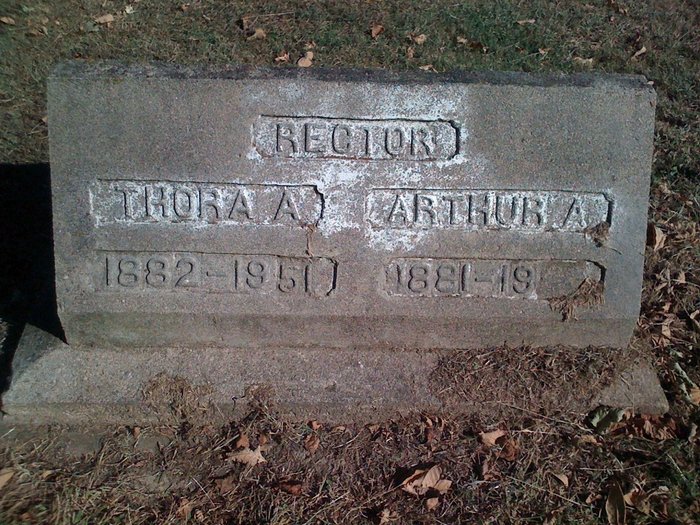 RECTOR
THORA A ARTHUR A
1882-1951 1881-19